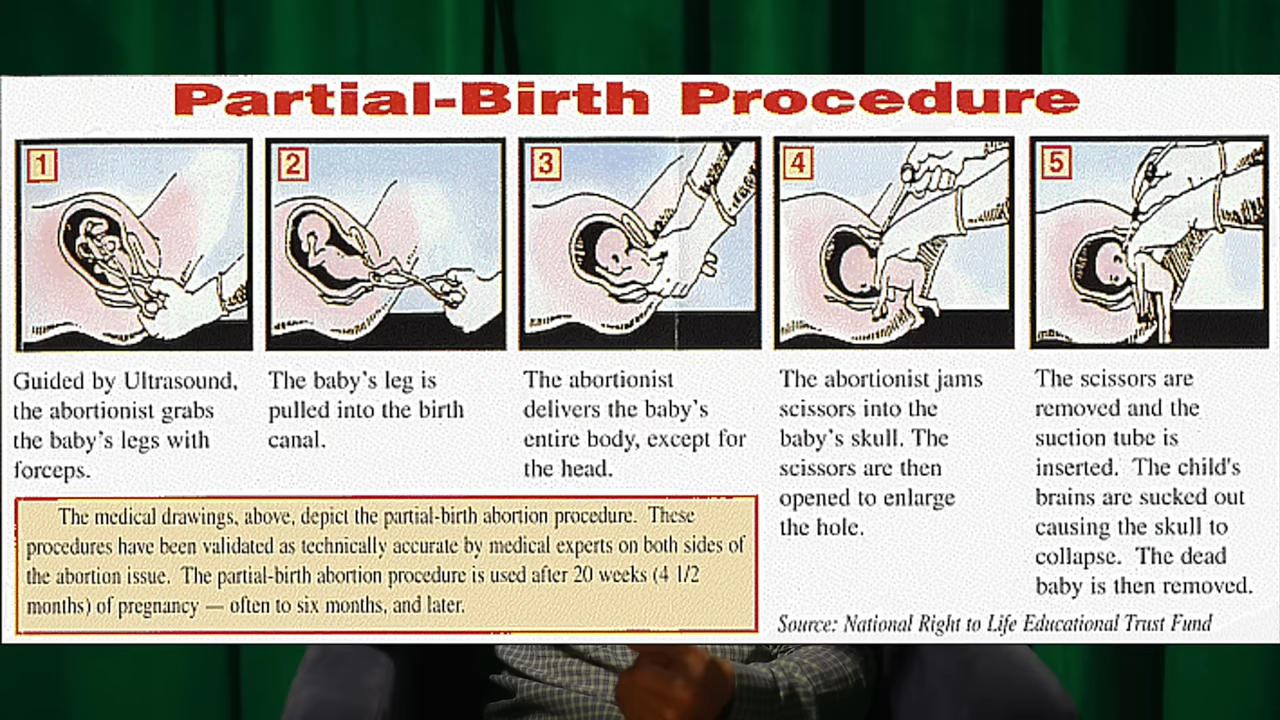 Partial-Birth Procedure
1
2
3
4
5
Guided by Ultrasound,
the abortionist grabs
the baby's legs with
forceps.
The baby's leg is
pulled into the birth
canal.
The abortionist
delivers the baby's
entire body, except for
the head.
The abortionist jams
scissors into the
baby's skull. The
scissors are then
opened to enlarge
the hole.
The scissors are
removed and the
suction tube is
inserted. The child's
brains are sucked out
causing the skull to
collapse. The dead
baby is then removed.
The medical drawings, above, depict the partial-birth abortion procedure. These
procedures have been validated as technically accurate by medical experts on both sides of
the abortion issue. The partial-birth abortion procedure is used after 20 weeks (4 1/2
months) of pregnancy — often to six months, and later.
Source: National Right to Life Educational Trust Fund